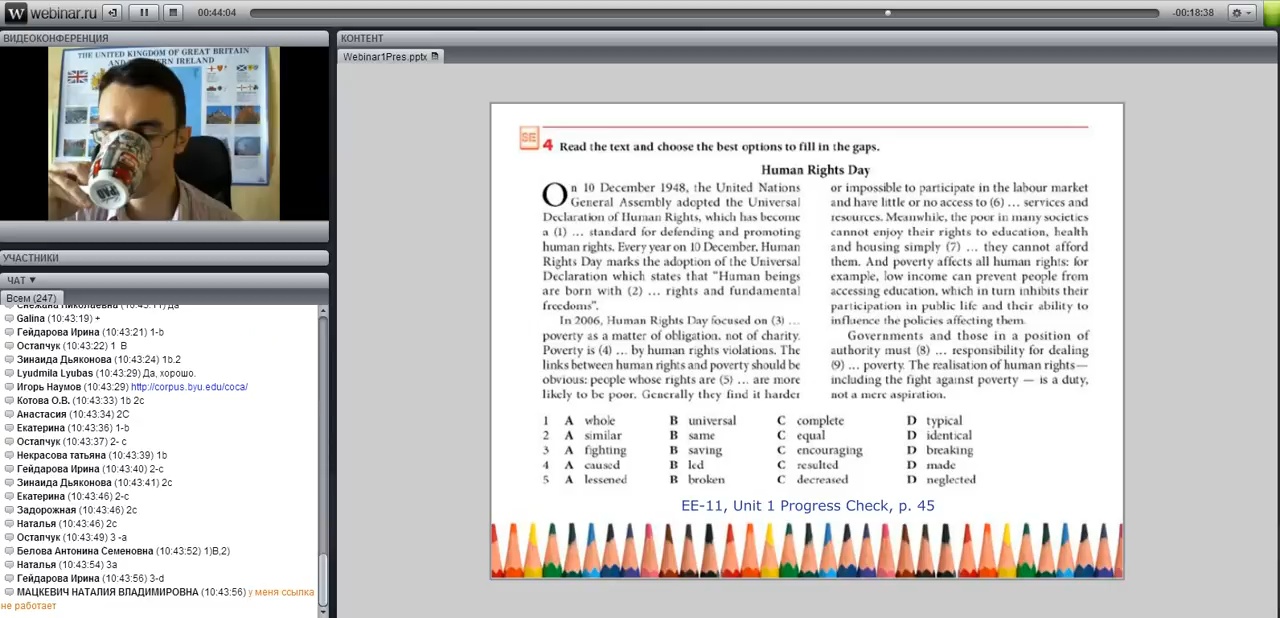 W webinar.ru
00:44:04
-00:18:38
ВИДЕОКОНФЕРЕНЦИЯ
THE UNITED KINGDOM OF GREAT BRITAIN
IRELAND
УЧАСТНИКИ
ЧАТ
Всем (247)
Снежана Николаевна (10:43:11) да
Galina (10:43:19) +
Гейдарова Ирина (10:43:21) 1-b
Остапчук (10:43:22) 1 В
Зинаида Дьяконова (10:43:24) 1b.2
Lyudmila Lyubas (10:43:29) Да, хорошо.
Игорь Наумов (10:43:29) http://corpus.byu.edu/coca/
Котова О.В. (10:43:33) 1b 2c
Анастасия (10:43:34) 2C
Екатерина (10:43:36) 1-b
Остапчук (10:43:37) 2- с
Некрасова татьяна (10:43:39) 1b
Гейдарова Ирина (10:43:40) 2-c
Зинаида Дьяконова (10:43:41) 2c
Екатерина (10:43:46) 2-c
Задорожная (10:43:46) 2c
Наталья (10:43:46) 2c
Остапчук (10:43:49) 3 -а
Белова Антонина Семеновна (10:43:52) 1)В,2)
Наталья (10:43:54) 3a
Гейдарова Ирина (10:43:56) 3-d
МАЦКЕВИЧ НАТАЛИЯ ВЛАДИМИРОВНА (10:43:56) у меня ссылка
не работает
КОНТЕНТ
Webinar1Pres.pptx
SE 4 Read the text and choose the best options to fill in the gaps.
Human Rights Day
On 10 December 1948, the United Nations
General Assembly adopted the Universal
Declaration of Human Rights, which has become
a (1) ... standard for defending and promoting
human rights. Every year on 10 December, Human
Rights Day marks the adoption of the Universal
Declaration which states that "Human beings
are born with (2) ... rights and fundamental
freedoms".
In 2006, Human Rights Day focused on (3) ...
poverty as a matter of obligation, not of charity.
Poverty is (4) ... by human rights violations. The
links between human rights and poverty should be
obvious: people whose rights are (5) ... are more
likely to be poor. Generally they find it harder
or impossible to participate in the labour market
and have little or no access to (6) ... services and
resources. Meanwhile, the poor in many societies
cannot enjoy their rights to education, health
and housing simply (7) ... they cannot afford
them. And poverty affects all human rights: for
example, low income can prevent people from
accessing education, which in turn inhibits their
participation in public life and their ability to
influence the policies affecting them.
Governments and those in a position of
authority must (8) ... responsibility for dealing
(9) ... poverty. The realisation of human rights—
including the fight against poverty — is a duty,
not a mere aspiration.
1 A whole B universal C complete D typical
2 A similar B same C equal D identical
3 A fighting B saving C encouraging D breaking
4 A caused B led C resulted D made
5 A lessened B broken C decreased D neglected
EE-11, Unit 1 Progress Check, p. 45